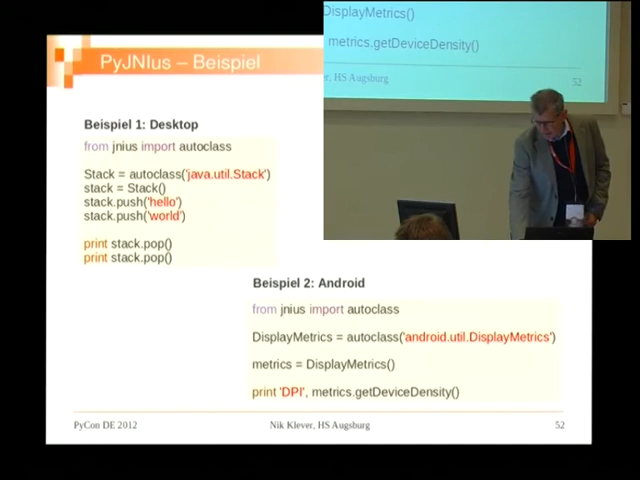 PyJNIus – Beispiel
Beispiel 1: Desktop
from jnius import autoclass
Stack = autoclass('java.util.Stack')
stack = Stack()
stack.push('hello')
stack.push('world')
print stack.pop()
print stack.pop()
Beispiel 2: Android
from jnius import autoclass
DisplayMetrics = autoclass('android.util.DisplayMetrics')
metrics = DisplayMetrics()
print 'DPI', metrics.getDeviceDensity()
PyCon DE 2012
Nik Klever, HS Augsburg
52
DisplayMetrics()
metrics.getDeviceDensity()
er, HS Augsburg
52